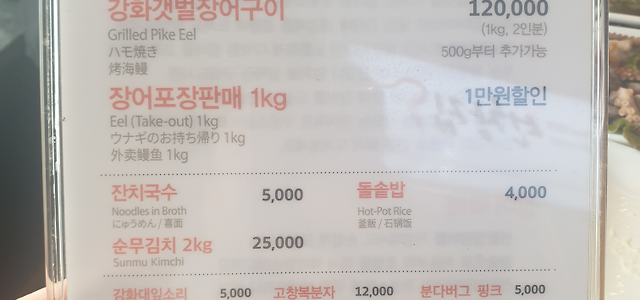 강화갯벌장어구이 120,000
Grilled Pike Eel (1kg, 2인분)
ハモ焼き 500g부터 추가가능
烤海鳗
장어포장판매 1kg 1만원할인
Eel (Take-out) 1kg
ウナギのお持ち帰り 1kg
外卖鳗鱼 1kg
잔치국수 5,000 돌솥밥 4,000
Noodles in Broth Hot-Pot Rice
にゅうめん / 喜面 釜飯 / 石锅饭
순무김치 2kg 25,000
Sunmu Kimchi
강화대일소리 5,000 고창복분자 12,000 분다버그 핑크 5,000